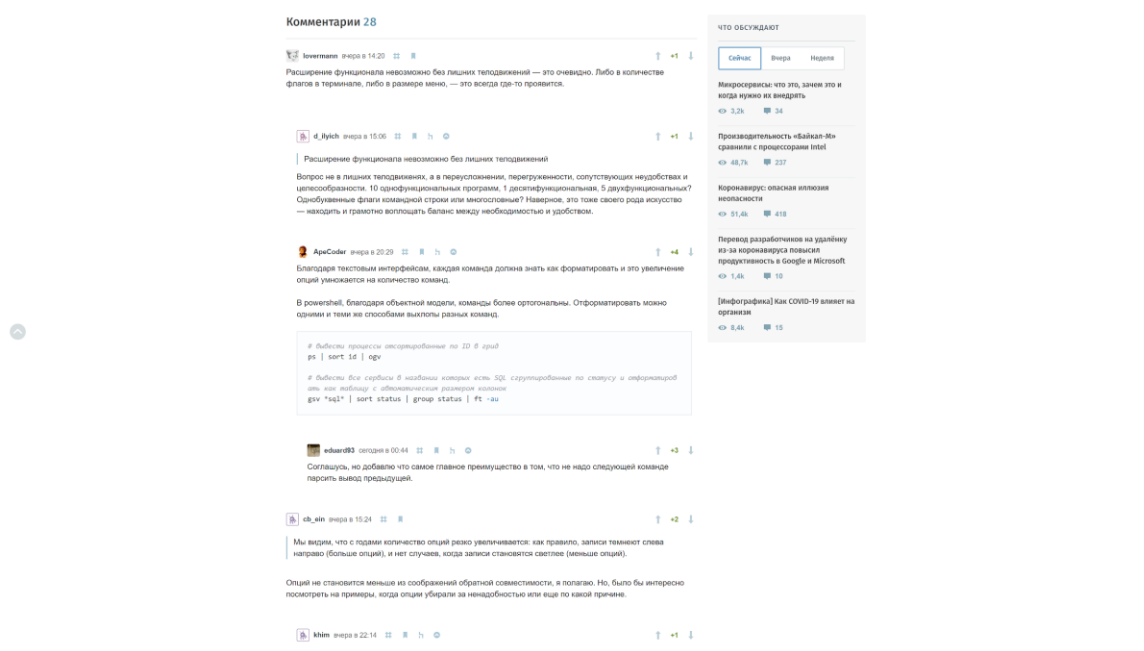 Комментарии 28
lovermann вчера в 14:20
+1
Расширение функционала невозможно без лишних телодвижений — это очевидно. Либо в количестве
флагов в терминале, либо в размере меню, — это всегда где-то проявится.
d_ilyich вчера в 15:06
+1
Расширение функционала невозможно без лишних телодвижений
Вопрос не в лишних телодвиженях, а в переусложнении, перегруженности, сопутствующих неудобствах и
целесообразности. 10 однофункциональных программ, 1 десятифункциональная, 5 двухфункциональных?
Однобуквенные флаги командной строки или многословные? Наверное, это тоже своего рода искусство
— находить и грамотно воплощать баланс между необходимостью и удобством.
ApeCoder вчера в 20:29
+4
Благодаря текстовым интерфейсам, каждая команда должна знать как форматировать и это увеличение
опций умножается на количество команд.
В powershell, благодаря объектной модели, команды более ортогональны. Отформатировать можно
одними и теми же способами выхлопы разных команд.
# вывести процессы отсортированные по ID в грид
ps | sort id | ogv
# вывести все сервисы в названии которых есть SQL сгруппированные по статусу и отформатиров
ать как таблицу с автоматическим размером колонок
gsv *sql* | sort status | group status | ft -au
eduard93 сегодня в 00:44
+3
Соглашусь, но добавлю что самое главное преимущество в том, что не надо следующей команде
парсить вывод предыдущей.
cb_ein вчера в 15:24
+2
Мы видим, что с годами количество опций резко увеличивается: как правило, записи темнеют слева
направо (больше опций), и нет случаев, когда записи становятся светлее (меньше опций).
Опций не становится меньше из соображений обратной совместимости, я полагаю. Но, было бы интересно
посмотреть на примеры, когда опции убирали за ненадобностью или еще по какой причине.
khim вчера в 22:14
+1
ЧТО ОБСУЖДАЮТ
Сейчас Вчера Неделя
Микросервисы: что это, зачем это и
когда нужно их внедрять
3,2k 34
Производительность «Байкал-М»
сравнили с процессорами Intel
48,7k 237
Коронавирус: опасная иллюзия
неопасности
51,4k 418
Перевод разработчиков на удалёнку
из-за коронавируса повысил
продуктивность в Google и Microsoft
1,4k 10
[Инфографика] Как COVID-19 влияет на
организм
8,4k 15